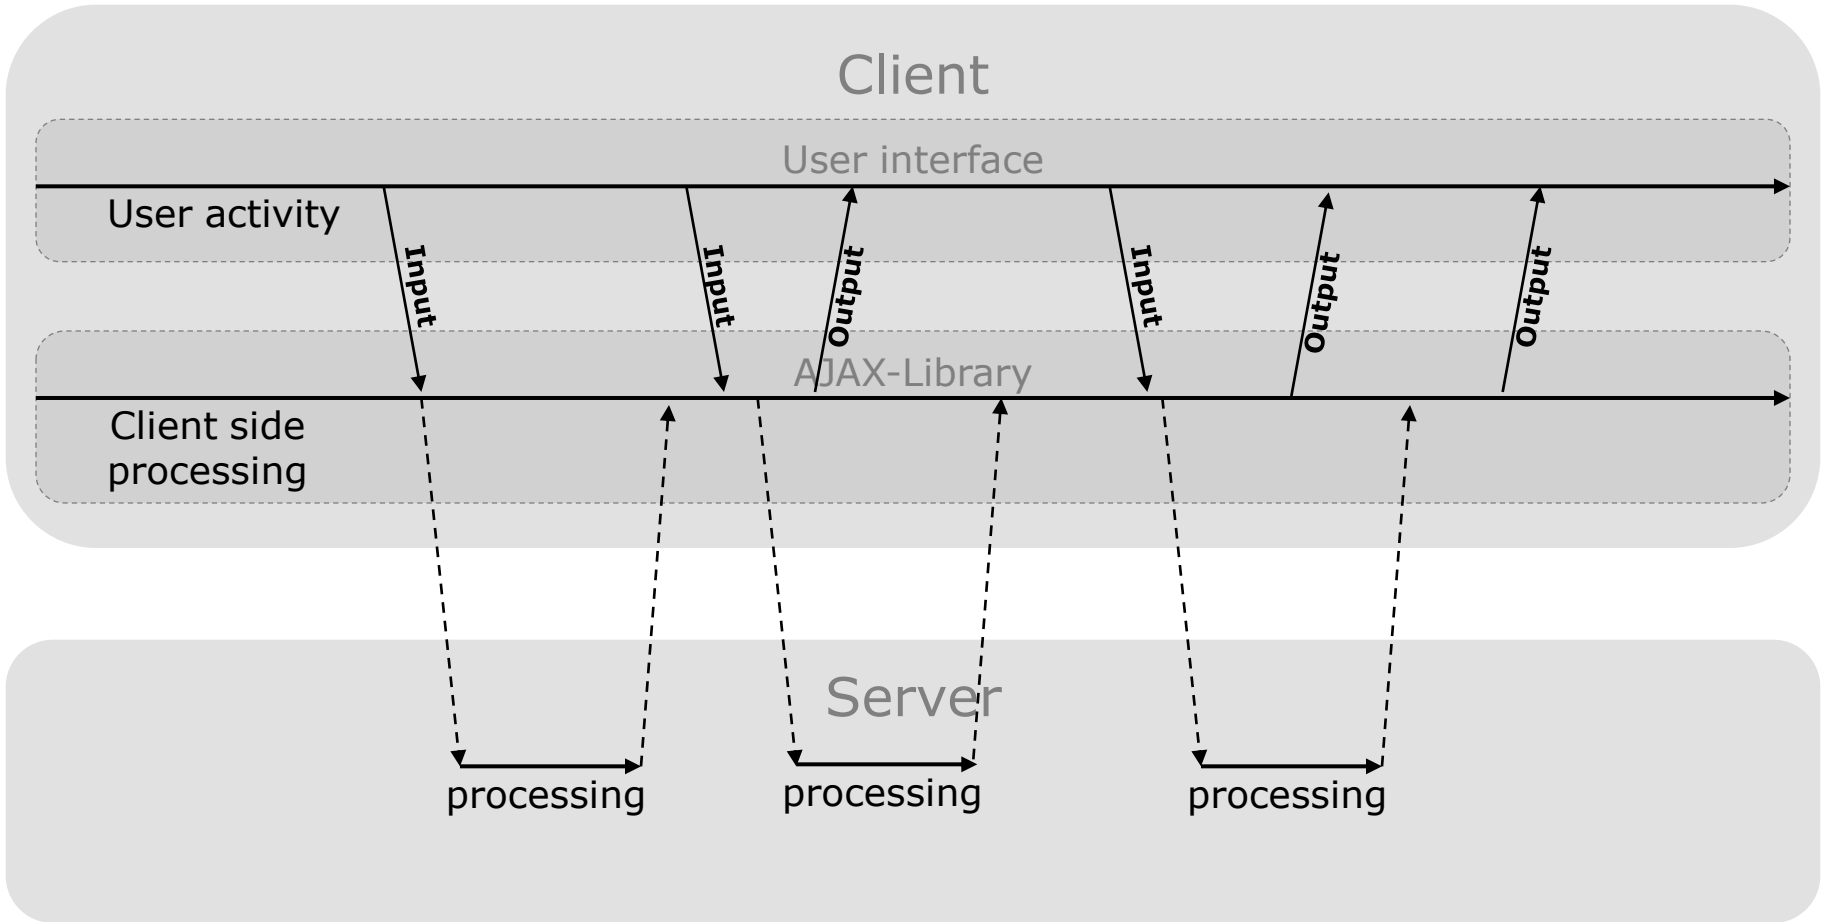 Client
User interface
User activity
Input
Input
Output
Input
Output
Output
AJAX-Library
Client side
processing
Server
processing
processing
processing